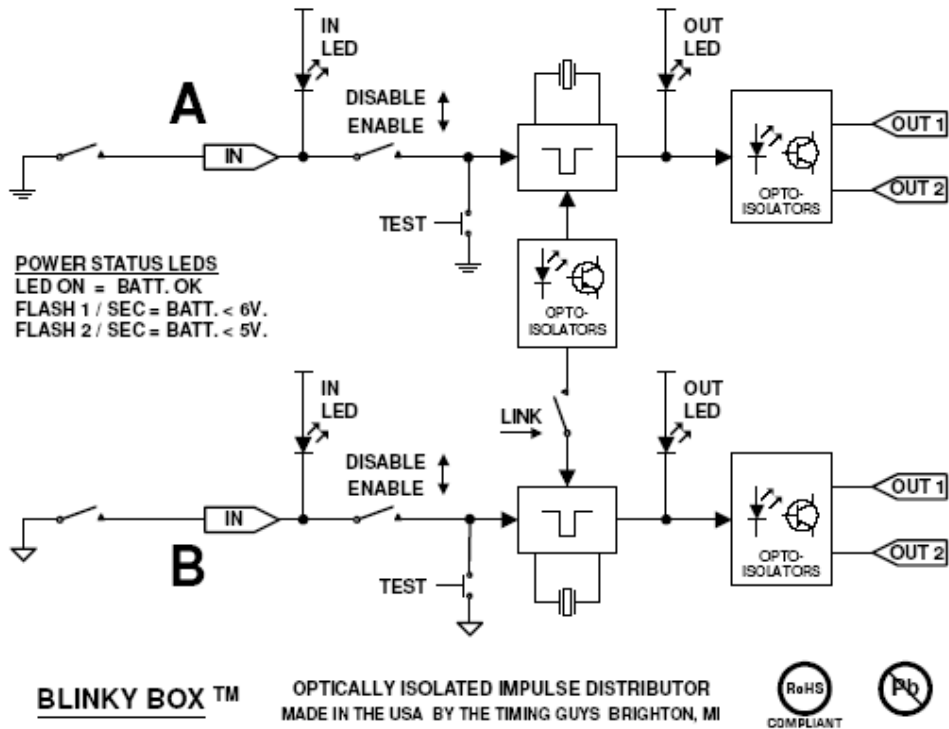 IN
LED
OUT
LED
A
DISABLE
ENABLE
IN
TEST
OPTO-
ISOLATORS
OUT 1
OUT 2
POWER STATUS LEDS
LED ON = BATT. OK
FLASH 1 / SEC = BATT. < 6V.
FLASH 2 / SEC = BATT. < 5V.
OPTO-
ISOLATORS
LINK
IN
LED
OUT
LED
DISABLE
ENABLE
IN
B
TEST
OPTO-
ISOLATORS
OUT 1
OUT 2
BLINKY BOX TM
OPTICALLY ISOLATED IMPULSE DISTRIBUTOR
MADE IN THE USA BY THE TIMING GUYS BRIGHTON, MI
RoHS
COMPLIANT
Pb